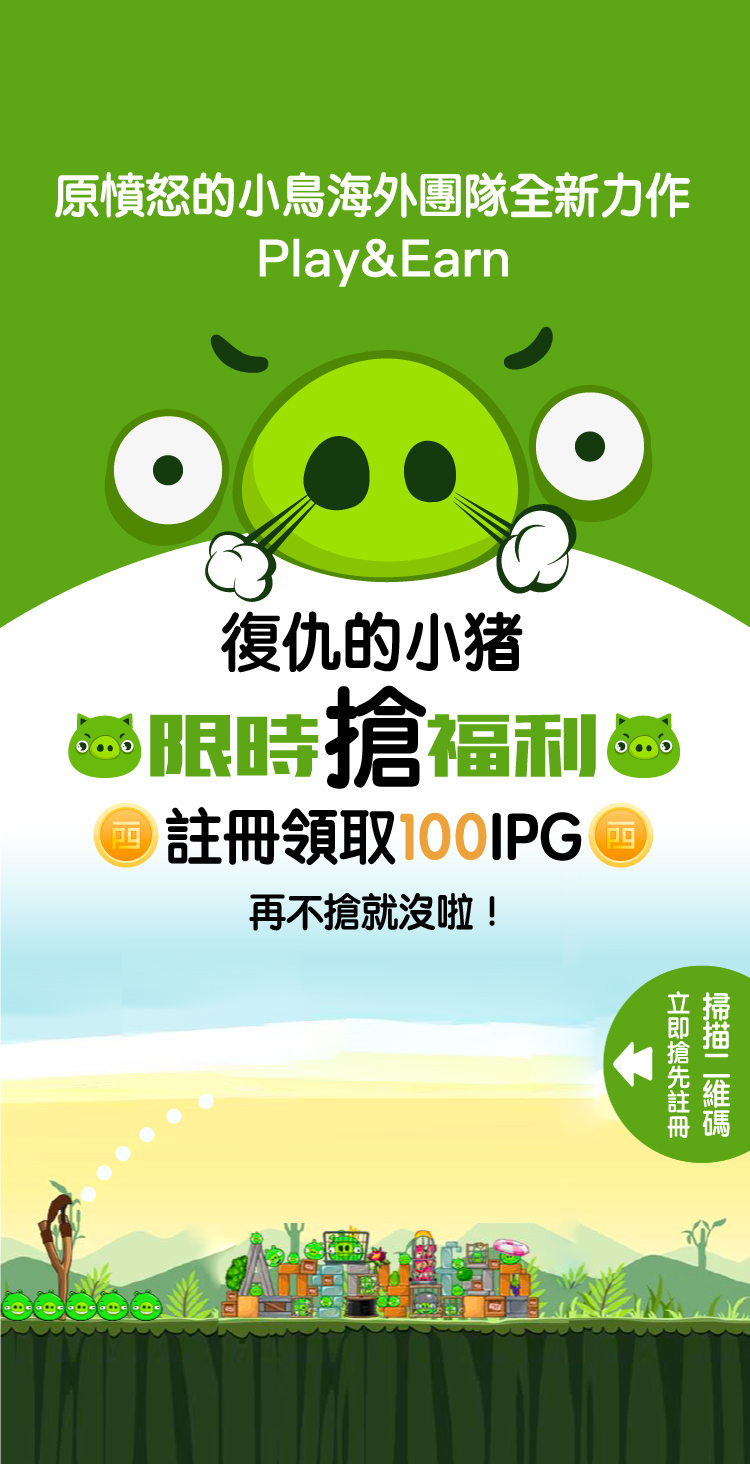 原憤怒的小鳥海外團隊全新力作
Play&Earn
復仇的小猪
限時搶福利
註冊領取100IPG
再不搶就沒啦！
掃描二維碼
立即搶先註冊